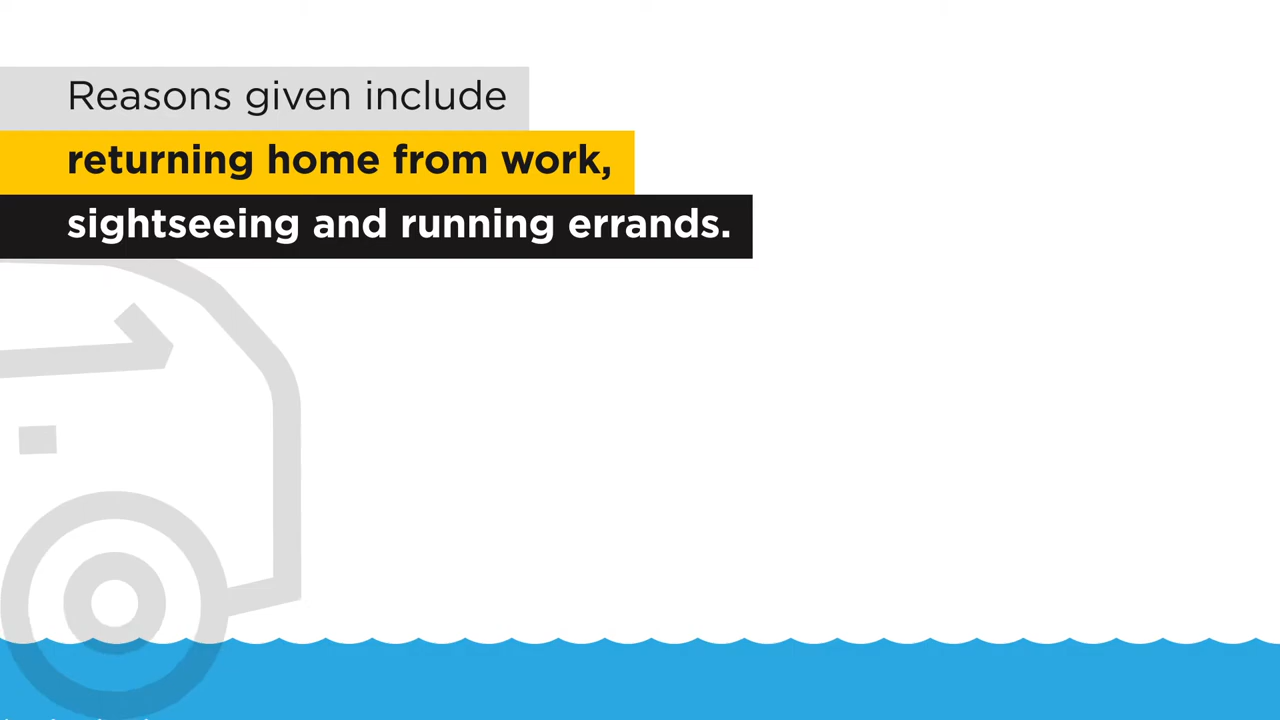 Reasons given include
returning home from work,
sightseeing and running errands.